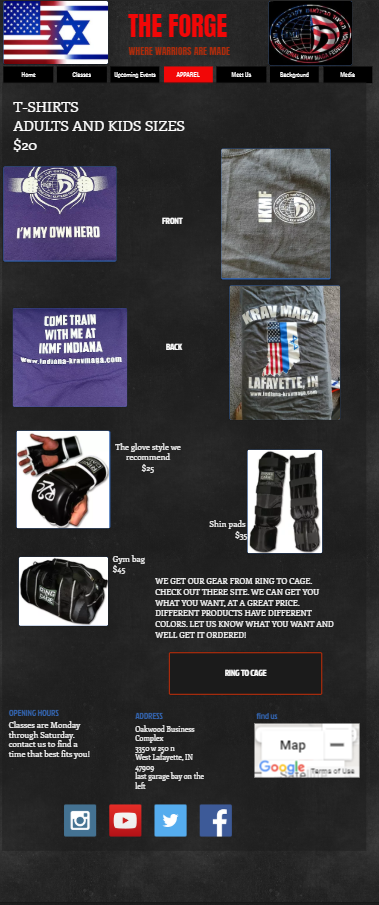 THE FORGE
WHERE WARRIORS ARE MADE
Home
Classes
Upcoming Events
APPAREL
Meet Us
Background
Media
T-SHIRTS
ADULTS AND KIDS SIZES
$20
I'M MY OWN HERO
FRONT
IKMF
COME TRAIN
WITH ME AT
IKMF INDIANA
www.indiana-kravmaga.com
BACK
KRAV MAGA
LAFAYETTE, IN
www.indiana-kravmaga.com
The glove style we
recommend
$25
Shin pads
$35
Gym bag
$45
RING
TO CAGE
WE GET OUR GEAR FROM RING TO CAGE.
CHECK OUT THERE SITE. WE CAN GET YOU
WHAT YOU WANT, AT A GREAT PRICE.
DIFFERENT PRODUCTS HAVE DIFFERENT
COLORS. LET US KNOW WHAT YOU WANT AND
WELL GET IT ORDERED!
RING TO CAGE
OPENING HOURS
Classes are Monday
through Saturday.
contact us to find a
time that best fits you!
ADDRESS
Oakwood Business
Complex
3350 w 250 n
West Lafayette, IN
47909
last garage bay on the
left
find us
Map
Google
Terms of Use
YouTube